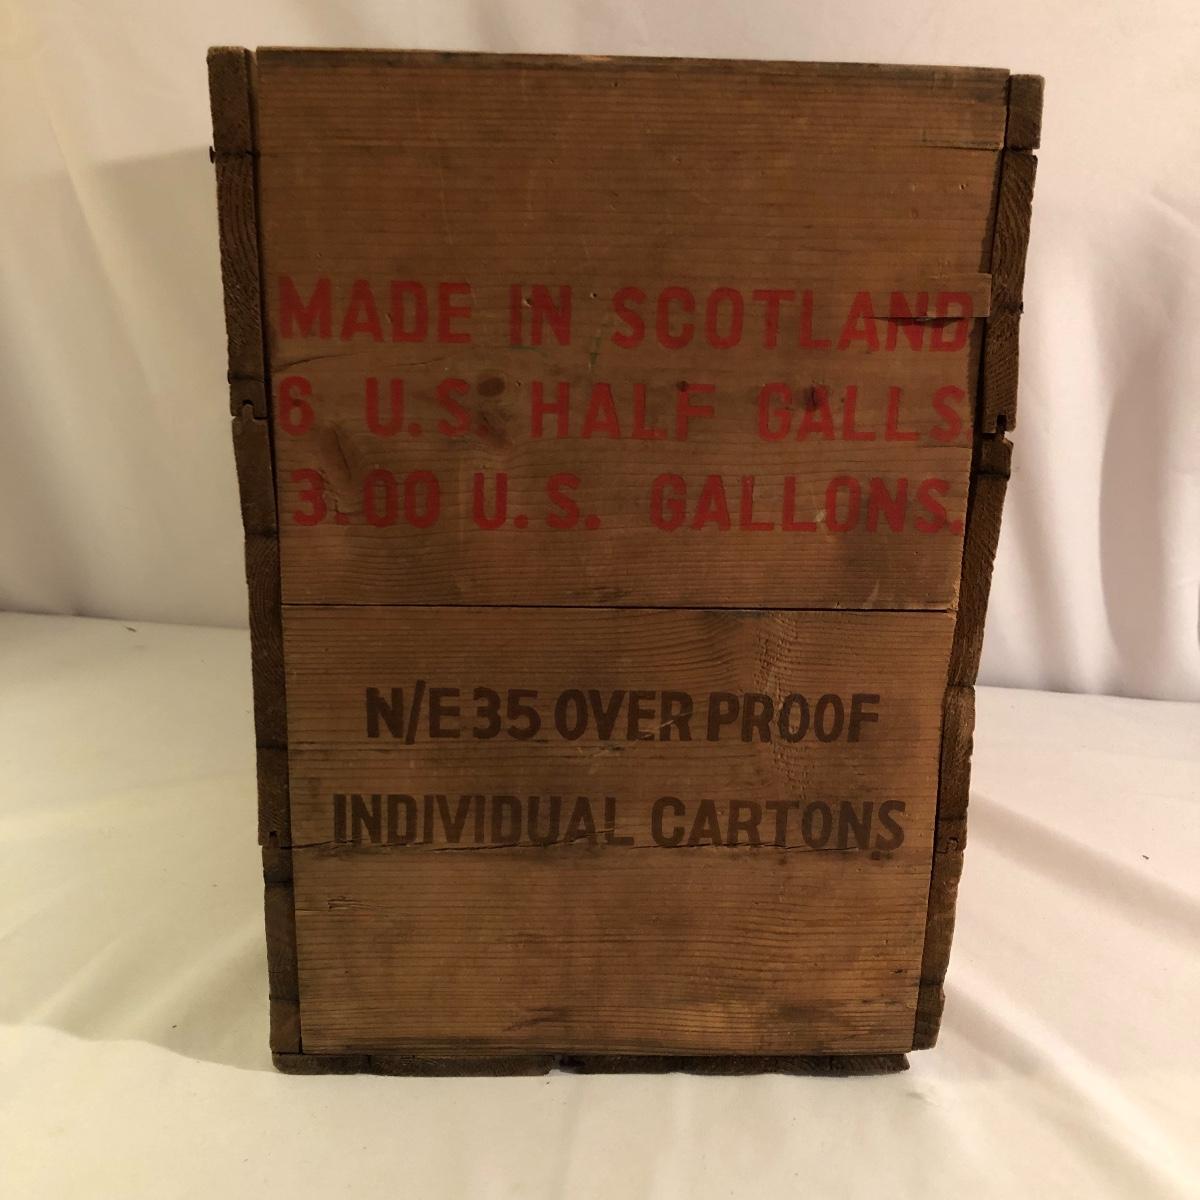 MADE IN SCOTLAND
6 U.S. HALF GALLS.
3.00 U.S. GALLONS.
N/E 35 OVER PROOF
INDIVIDUAL CARTONS